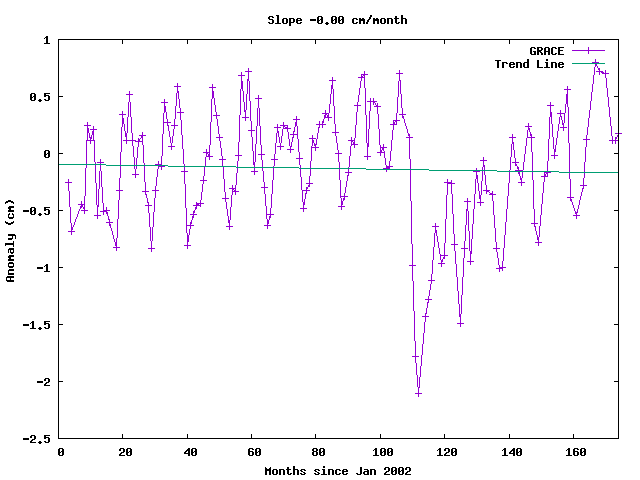 Slope -0.00 cm/month
GRACE
Trend Line
1
0.5
0
-0.5
-1
-1.5
-2
-2.5
Anomaly (cm)
0 20 40 60 80 100 120 140 160
Months since Jan 2002